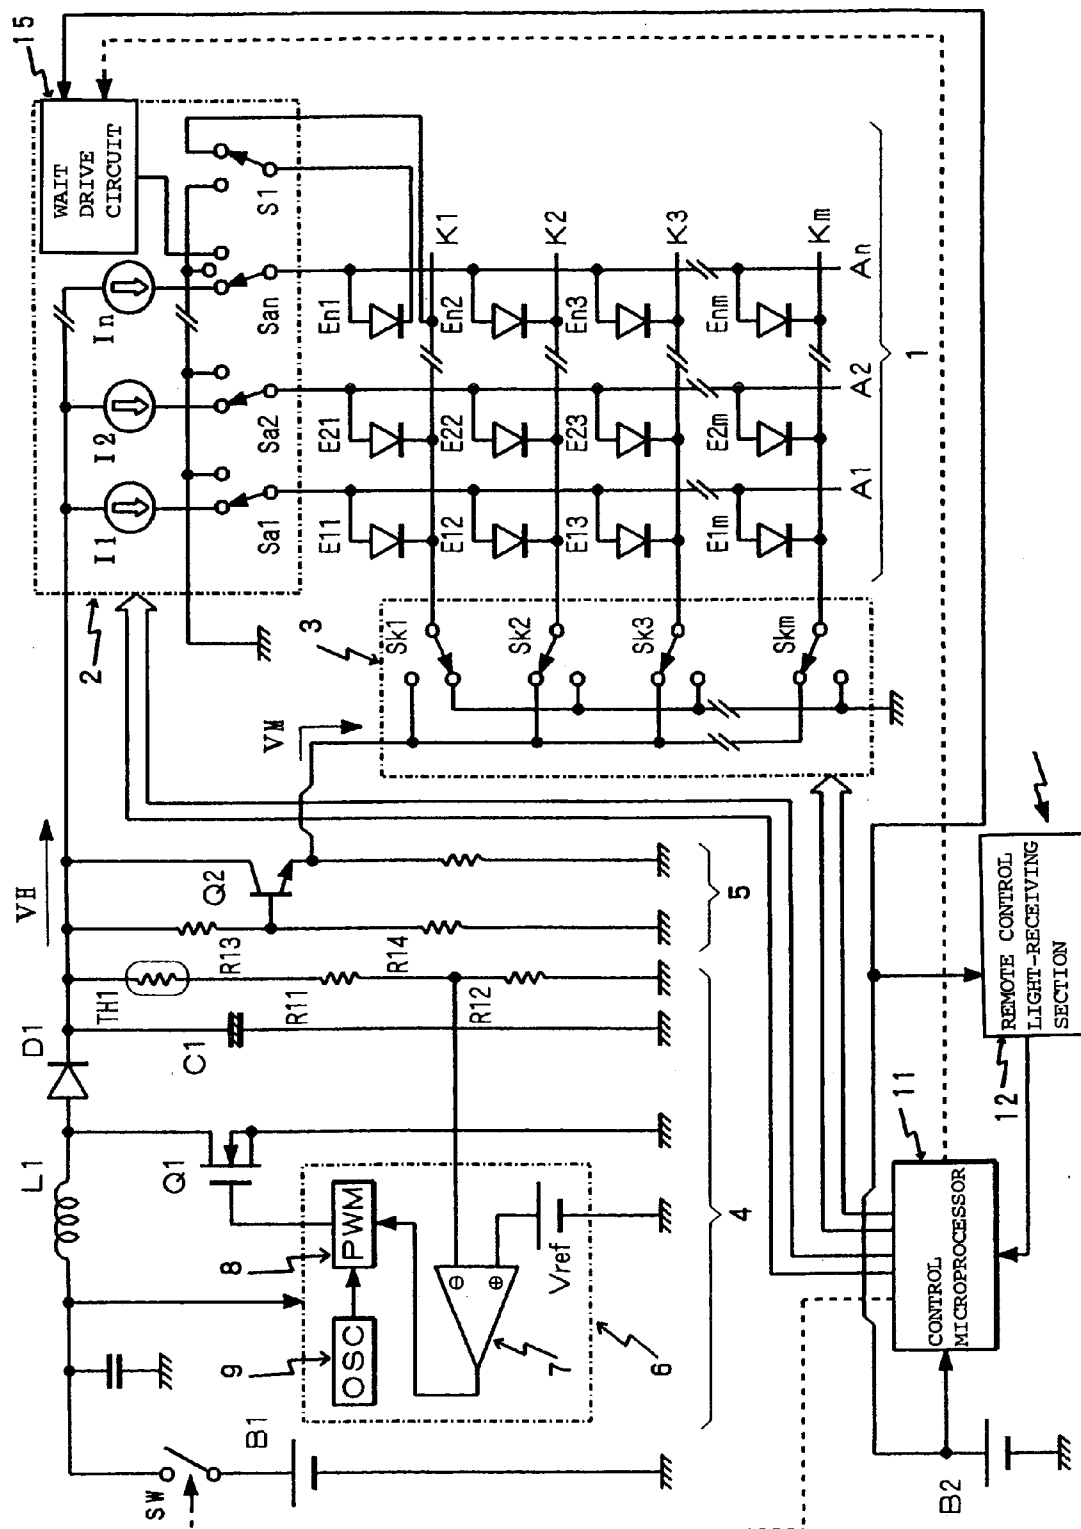 15
WAIT
DRIVE
CIRCUIT
I1
I2
In
Sa1
Sa2
San
S1
2
E11
E21
En1
K1
E12
E22
En2
K2
E13
E23
En3
K3
E1m
E2m
Enm
Km
A1
A2
An
1
3
Sk1
Sk2
Sk3
Skm
VM
VH
Q2
R13
R14
5
TH1
R11
R12
D1
C1
L1
Q1
4
8
PWM
9
OSC
Vref
7
6
SW
B1
B2
11
CONTROL
MICROPROCESSOR
12
REMOTE CONTROL
LIGHT-RECEIVING
SECTION